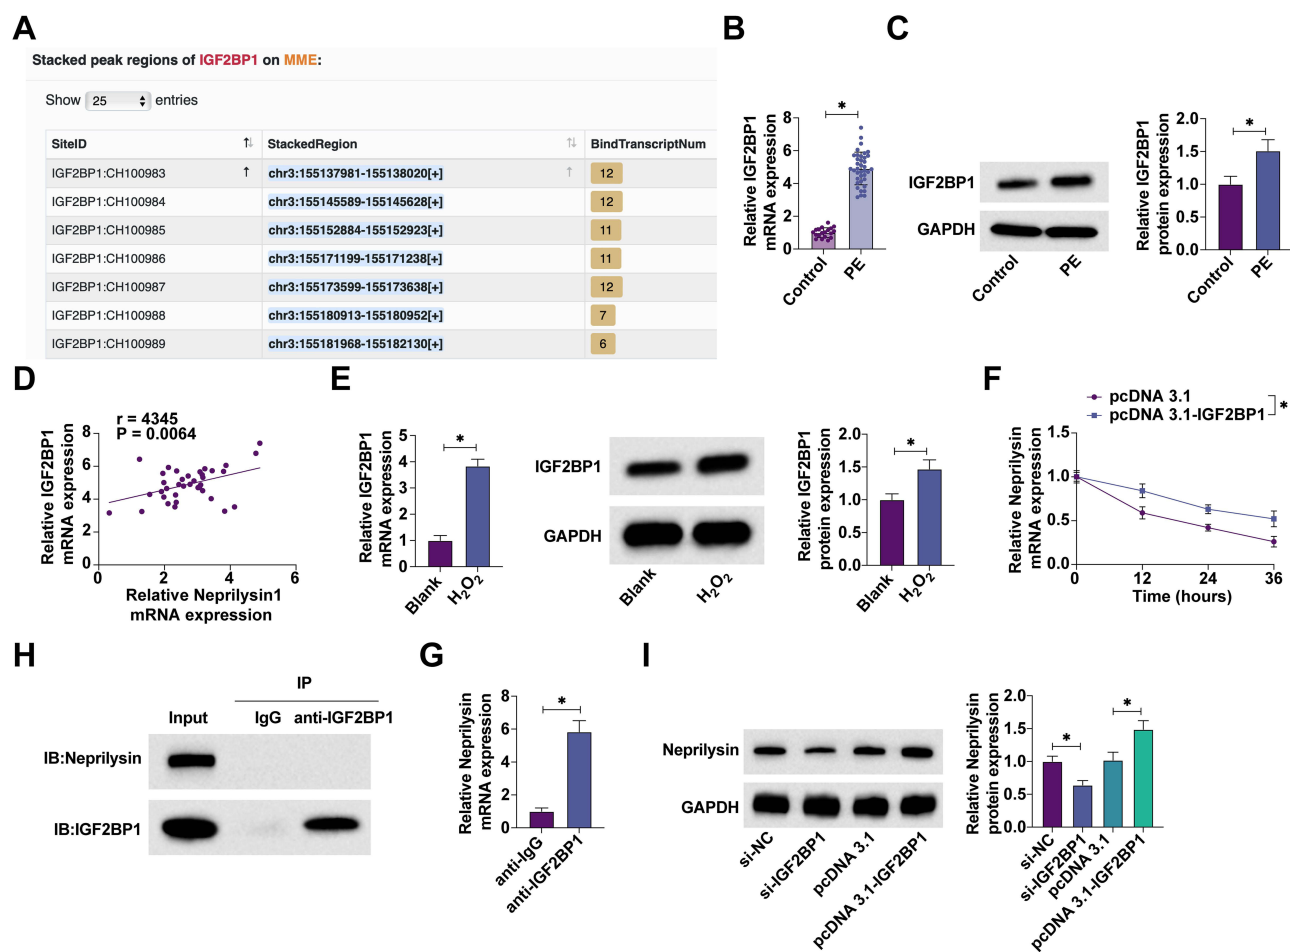 A
Stacked peak regions of IGF2BP1 on MME:
Show 25 entries
SiteID StackedRegion BindTranscriptNum
IGF2BP1:CH100983 chr3:155137981-155138020[+] 12
IGF2BP1:CH100984 chr3:155145589-155145628[+] 12
IGF2BP1:CH100985 chr3:155152884-155152923[+] 11
IGF2BP1:CH100986 chr3:155171199-155171238[+] 11
IGF2BP1:CH100987 chr3:155173599-155173638[+] 12
IGF2BP1:CH100988 chr3:155180913-155180952[+] 7
IGF2BP1:CH100989 chr3:155181968-155182130[+] 6
B
Relative IGF2BP1
mRNA expression
8
6
4
2
0
*
Control
PE
C
IGF2BP1
GAPDH
Control
PE
Relative IGF2BP1
protein expression
2.0
1.5
1.0
0.5
0.0
*
Control
PE
D
r = 4345
P = 0.0064
Relative IGF2BP1
mRNA expression
8
6
4
2
0
0 2 4 6
Relative Neprilysin1
mRNA expression
E
Relative IGF2BP1
mRNA expression
5
4
3
2
1
0
*
Blank
H2O2
IGF2BP1
GAPDH
Blank
H2O2
Relative IGF2BP1
protein expression
2.0
1.5
1.0
0.5
0.0
*
Blank
H2O2
F
pcDNA 3.1
pcDNA 3.1-IGF2BP1
*
Relative Neprilysin
mRNA expression
1.5
1.0
0.5
0.0
0 12 24 36
Time (hours)
H
IP
Input IgG anti-IGF2BP1
IB:Neprilysin
IB:IGF2BP1
G
Relative Neprilysin
mRNA expression
8
6
4
2
0
*
anti-IgG
anti-IGF2BP1
I
Neprilysin
GAPDH
si-NC
si-IGF2BP1
pcDNA 3.1
pcDNA 3.1-IGF2BP1
Relative Neprilysin
protein expression
2.0
1.5
1.0
0.5
0.0
*
*
si-NC
si-IGF2BP1
pcDNA 3.1
pcDNA 3.1-IGF2BP1